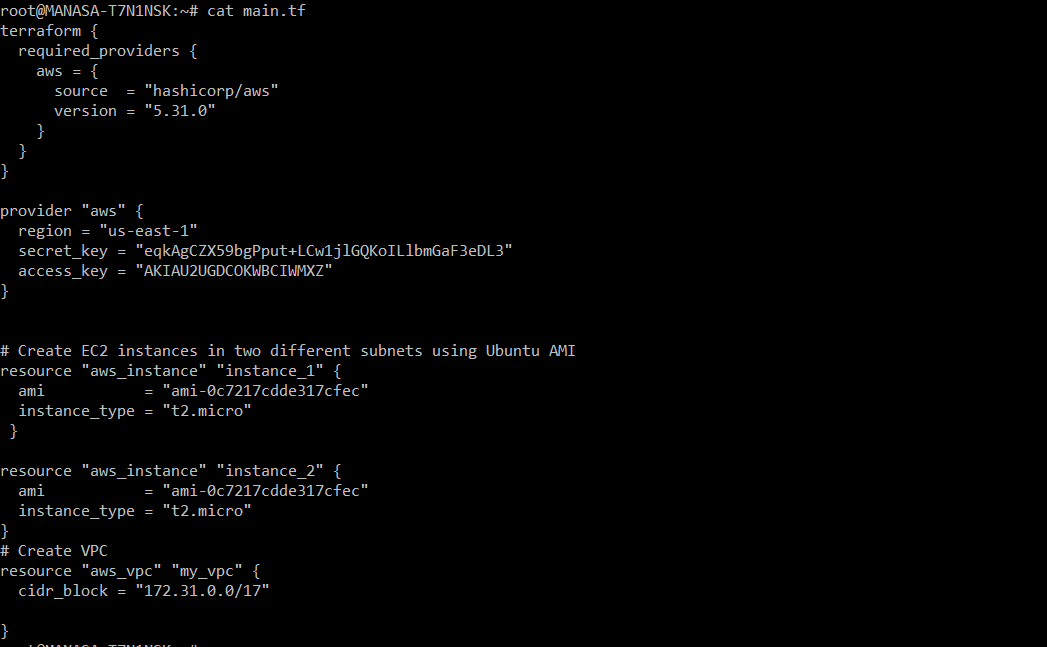 root@MANASA-T7N1NSK:~# cat main.tf
terraform {
  required_providers {
    aws = {
      source  = "hashicorp/aws"
      version = "5.31.0"
    }
  }
}

provider "aws" {
  region = "us-east-1"
  secret_key = "eqkAgCZX59bgPput+LCw1jlGQKoILlbmGaF3eDL3"
  access_key = "AKIAU2UGDCOKWBCIWMXZ"
}


# Create EC2 instances in two different subnets using Ubuntu AMI
resource "aws_instance" "instance_1" {
  ami           = "ami-0c7217cdde317cfec"
  instance_type = "t2.micro"
 }

resource "aws_instance" "instance_2" {
  ami           = "ami-0c7217cdde317cfec"
  instance_type = "t2.micro"
}
# Create VPC
resource "aws_vpc" "my_vpc" {
  cidr_block = "172.31.0.0/17"

}